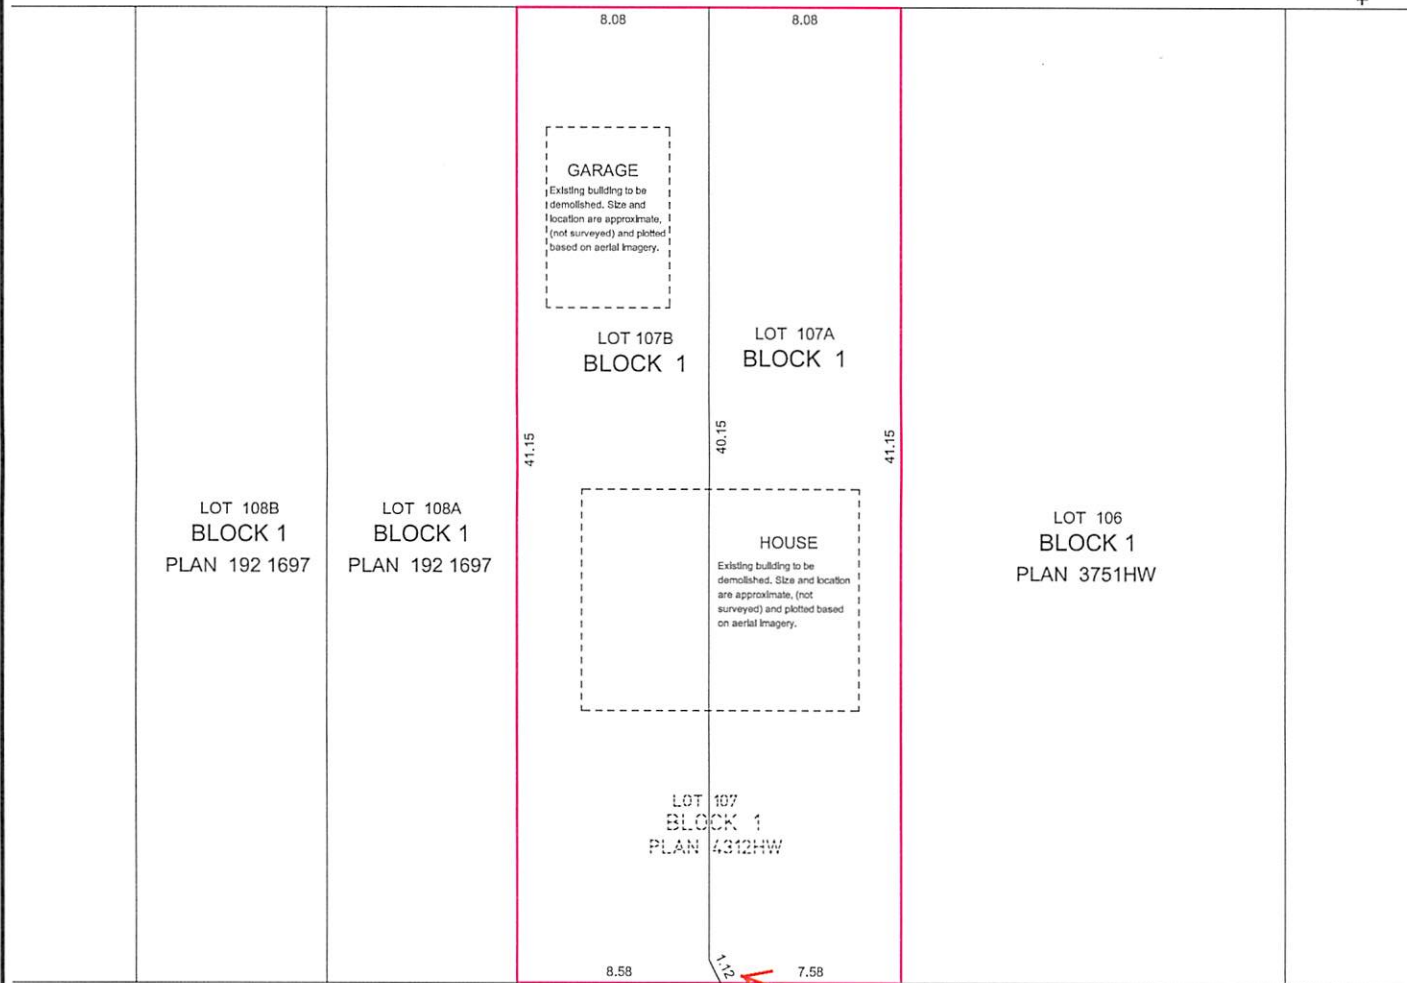 8.08
8.08
GARAGE
Existing building to be
demolished. Size and
location are approximate,
(not surveyed) and plotted
based on aerial imagery.
LOT 107B
BLOCK 1
LOT 107A
BLOCK 1
41.15
40.15
41.15
LOT 108B
BLOCK 1
PLAN 192 1697
LOT 108A
BLOCK 1
PLAN 192 1697
HOUSE
Existing building to be
demolished. Size and location
are approximate, (not
surveyed) and plotted based
on aerial imagery.
LOT 106
BLOCK 1
PLAN 3751HW
LOT 107
BLOCK 1
PLAN 4312HW
8.58
1.12
7.58